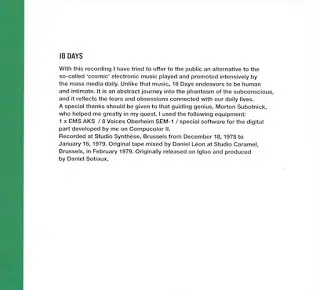 18 DAYS
With this recording I have tried to offer to the public an alternative to the
so-called 'cosmic' electronic music played and promoted intensively by
the mass media daily. Unlike that music, 18 Days endeavors to be human
and intimate. It is an abstract journey into the phantasm of the subconscious,
and it reflects the fears and obsessions connected with our daily lives.
A special thanks should be given to that guiding genius, Morton Subotnick,
who helped me greatly in my quest. I used the following equipment:
1 x EMS AKS / 8 Voices Oberheim SEM-1 / special software for the digital
part developed by me on Compucolor II.
Recorded at Studio Synthèse, Brussels from December 18, 1978 to
January 16, 1979. Original tape mixed by Daniel Léon at Studio Caramel,
Brussels, in February 1979. Originally released on Igloo and produced
by Daniel Sotiaux.